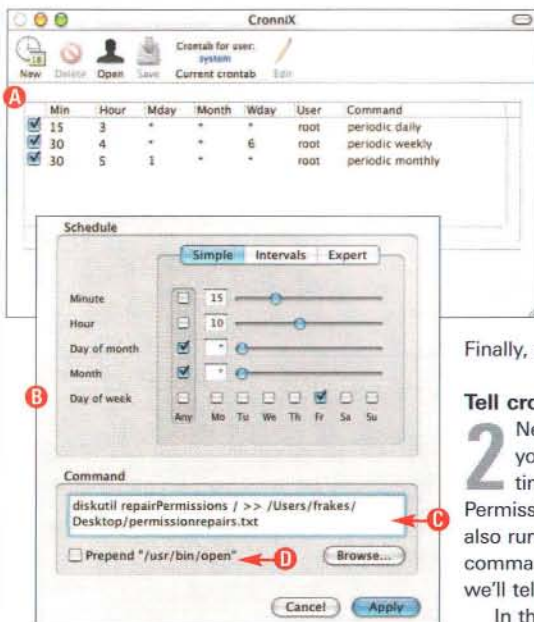 CronniX
New Delete Open Save Crontab for user: system Current crontab Edit
A
Min Hour Mday Month Wday User Command
15 3 * * * root periodic daily
30 4 * * 6 root periodic weekly
30 5 1 * * root periodic monthly
Schedule
Simple Intervals Expert
Minute 15
Hour 10
Day of month *
Month *
B
Day of week
Any Mo Tu We Th Fr Sa Su
Command
diskutil repairPermissions / >> /Users/frakes/
Desktop/permissionrepairs.txt
C
Prepend "/usr/bin/open"
D
Browse...
Cancel Apply
Finally,
Tell cro
2
Ne
yo
tin
Permiss
also run
comma
we'll tel
In th